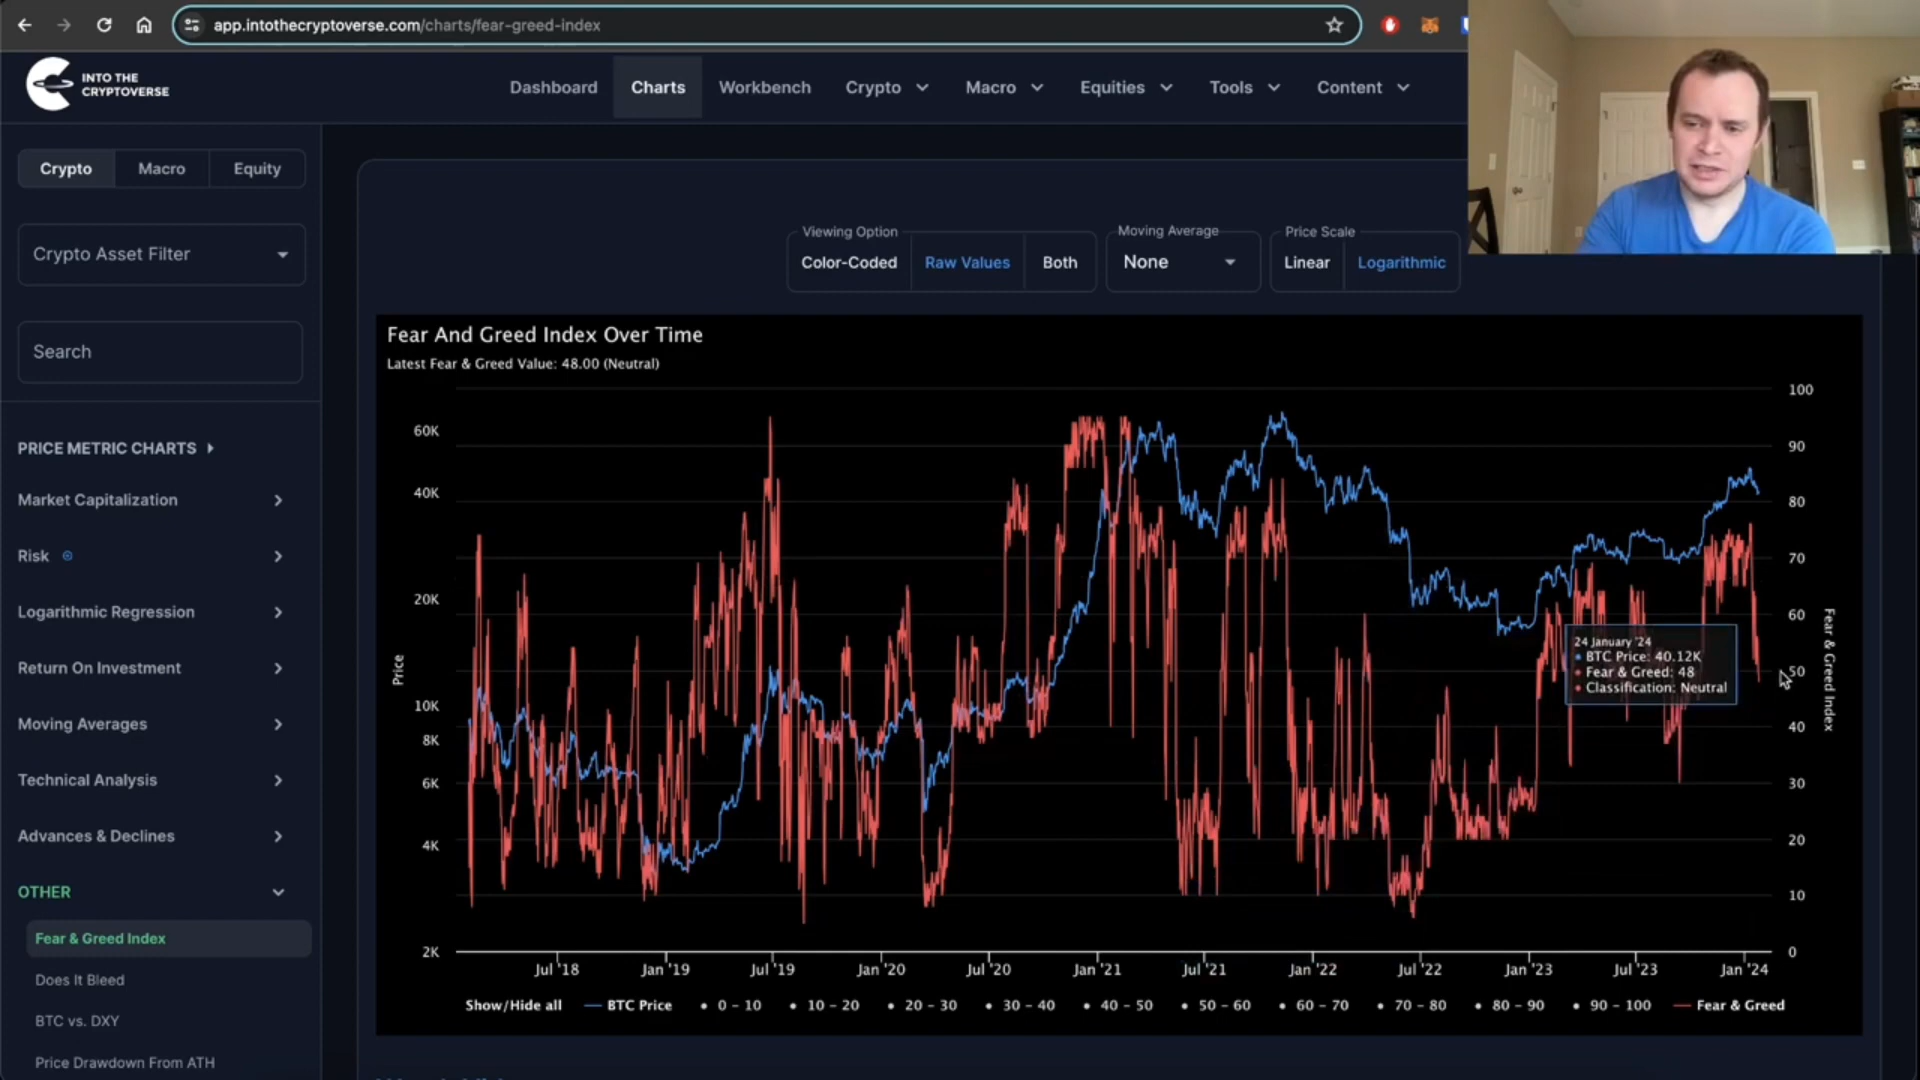 app.intothecryptoverse.com/charts/fear-greed-index
INTO THE
CRYPTOVERSE
Dashboard
Charts
Workbench
Crypto
Macro
Equities
Tools
Content
Crypto
Macro
Equity
Crypto Asset Filter
Search
PRICE METRIC CHARTS
Market Capitalization
Risk
Logarithmic Regression
Return On Investment
Moving Averages
Technical Analysis
Advances & Declines
OTHER
Fear & Greed Index
Does It Bleed
BTC vs. DXY
Price Drawdown From ATH
Viewing Option
Color-Coded
Raw Values
Both
Moving Average
None
Price Scale
Linear
Logarithmic
Fear And Greed Index Over Time
Latest Fear & Greed Value: 48.00 (Neutral)
60K
40K
20K
10K
8K
6K
4K
2K
Price
100
90
80
70
60
50
40
30
20
10
0
Fear & Greed Index
24 January '24
BTC Price: 40.12K
Fear & Greed: 48
Classification: Neutral
Jul '18
Jan '19
Jul '19
Jan '20
Jul '20
Jan '21
Jul '21
Jan '22
Jul '22
Jan '23
Jul '23
Jan '24
Show/Hide all
BTC Price
0 - 10
10 - 20
20 - 30
30 - 40
40 - 50
50 - 60
60 - 70
70 - 80
80 - 90
90 - 100
Fear & Greed